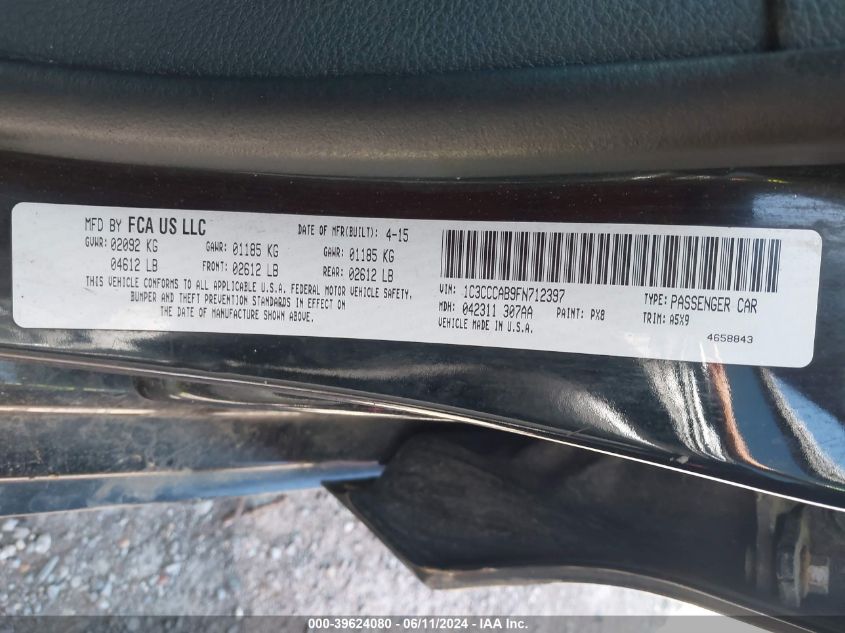 MFD BY FCA US LLC DATE OF MFR(BUILT): 4-15
GVWR: 02092 KG GAWR: 01185 KG GAWR: 01185 KG
04612 LB FRONT: 02612 LB REAR: 02612 LB
THIS VEHICLE CONFORMS TO ALL APPLICABLE U.S.A. FEDERAL MOTOR VEHICLE SAFETY,
BUMPER AND THEFT PREVENTION STANDARDS IN EFFECT ON
THE DATE OF MANUFACTURE SHOWN ABOVE.
VIN: 1C3CCCAB9FN712397 TYPE: PASSENGER CAR
MDH: 042311 307AA PAINT: PX8 TRIM: A5X9
VEHICLE MADE IN U.S.A.
4658843
000-39624080 - 06/11/2024 - IAA Inc.